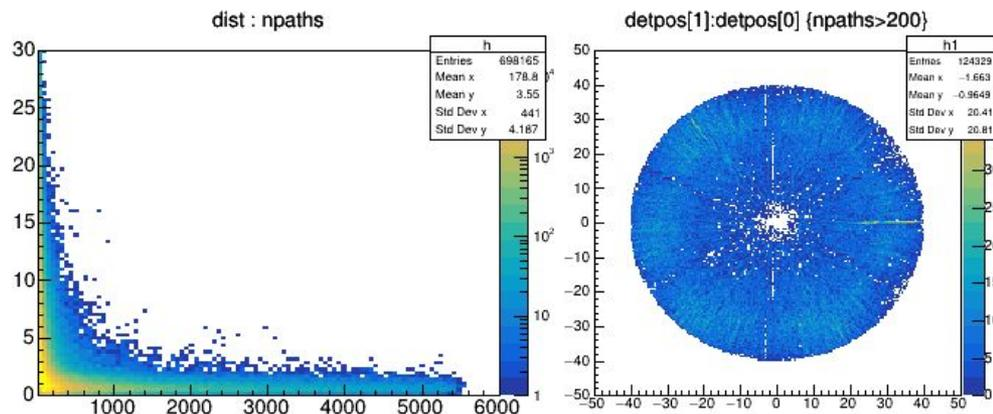 dist : npaths
h
Entries 698165
Mean x 178.8
Mean y 3.55
Std Dev x 441
Std Dev y 4.187
30
25
20
15
10
5
0
1000 2000 3000 4000 5000 6000
10³
10²
10
1
detpos[1]:detpos[0] {npaths>200}
h1
Entries 124329
Mean x −1.663
Mean y −0.9649
Std Dev x 20.41
Std Dev y 20.81
50
40
30
20
10
0
−10
−20
−30
−40
−50
−50 −40 −30 −20 −10 0 10 20 30 40 50